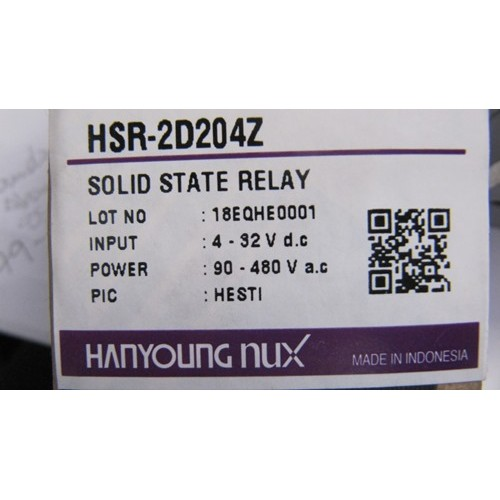 HSR-2D204Z
SOLID STATE RELAY
LOT NO : 18EQHE0001
INPUT : 4 - 32 V d.c
POWER : 90 - 480 V a.c
PIC : HESTI
HANYOUNG nux MADE IN INDONESIA